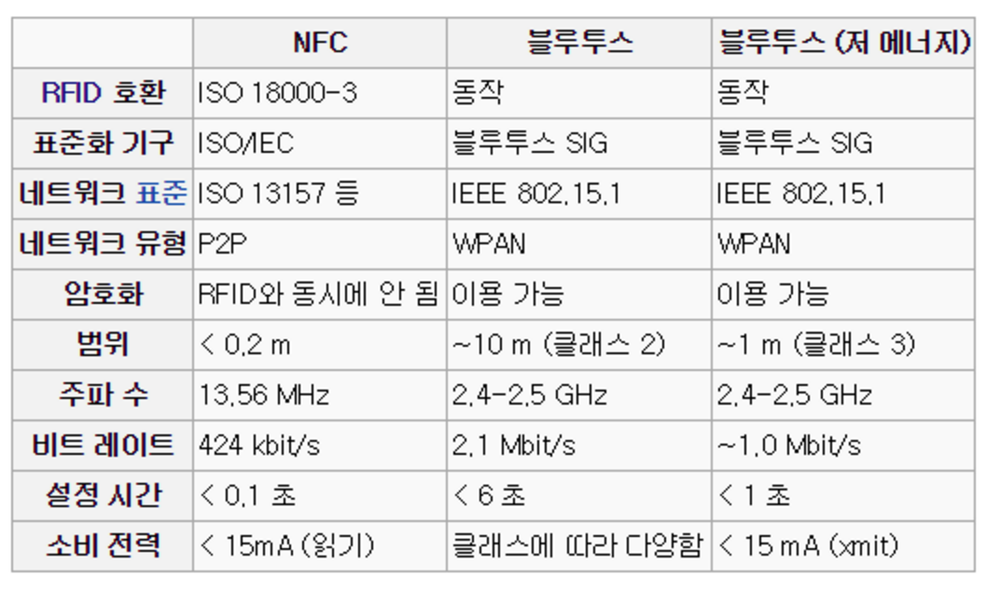 NFC 블루투스 블루투스 (저 에너지)
RFID 호환 ISO 18000-3 동작 동작
표준화 기구 ISO/IEC 블루투스 SIG 블루투스 SIG
네트워크 표준 ISO 13157 등 IEEE 802.15.1 IEEE 802.15.1
네트워크 유형 P2P WPAN WPAN
암호화 RFID와 동시에 안 됨 이용 가능 이용 가능
범위 < 0.2 m ~10 m (클래스 2) ~1 m (클래스 3)
주파 수 13.56 MHz 2.4-2.5 GHz 2.4-2.5 GHz
비트 레이트 424 kbit/s 2.1 Mbit/s ~1.0 Mbit/s
설정 시간 < 0.1 초 < 6 초 < 1 초
소비 전력 < 15mA (읽기) 클래스에 따라 다양함 < 15 mA (xmit)